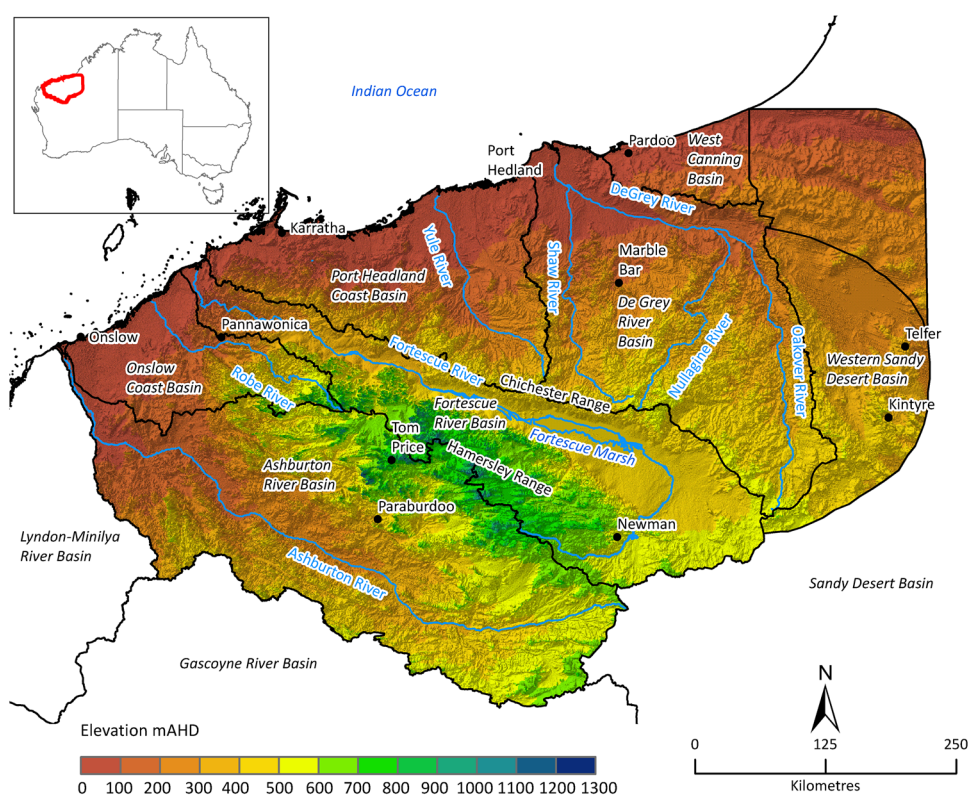 Indian Ocean
Pardoo
West
Canning
Basin
Port
Hedland
DeGrey River
Karratha
Yule River
Shaw River
Marble
Bar
Port Headland
Coast Basin
De Grey
River
Basin
Nullagine River
Oakover River
Onslow
Pannawonica
Telfer
Western Sandy
Desert Basin
Kintyre
Onslow
Coast Basin
Robe River
Fortescue River
Chichester Range
Fortescue
River Basin
Fortescue Marsh
Tom
Price
Hamersley Range
Ashburton
River Basin
Paraburdoo
Newman
Lyndon-Minilya
River Basin
Ashburton River
Sandy Desert Basin
Gascoyne River Basin
N
Elevation mAHD
0 100 200 300 400 500 600 700 800 900 1000 1100 1200 1300
0 125 250
Kilometres